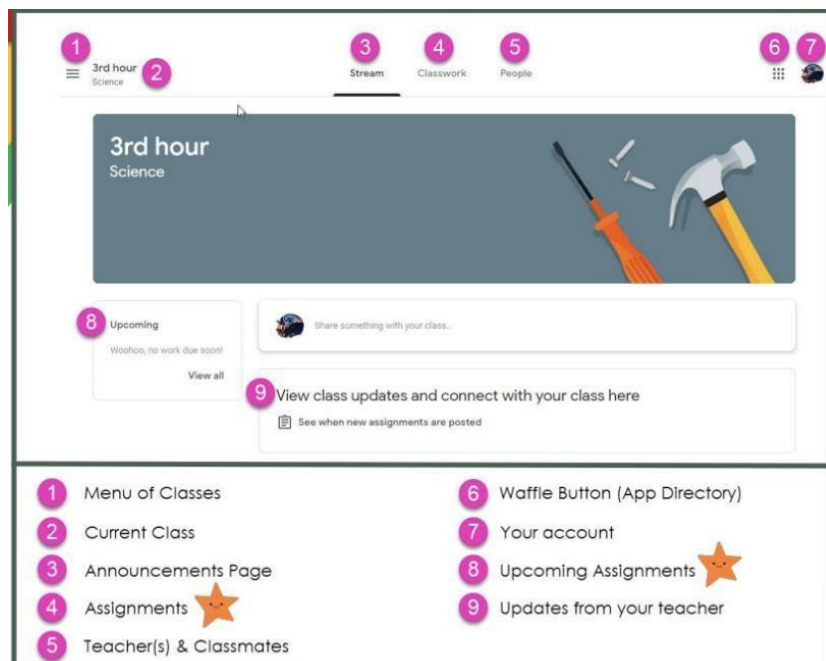 1
3rd hour
Science
2
3
Stream
4
Classwork
5
People
6
7
3rd hour
Science
8
Upcoming
Woohoo, no work due soon!
View all
Share something with your class...
9
View class updates and connect with your class here
See when new assignments are posted
1 Menu of Classes
2 Current Class
3 Announcements Page
4 Assignments
5 Teacher(s) & Classmates
6 Waffle Button (App Directory)
7 Your account
8 Upcoming Assignments
9 Updates from your teacher